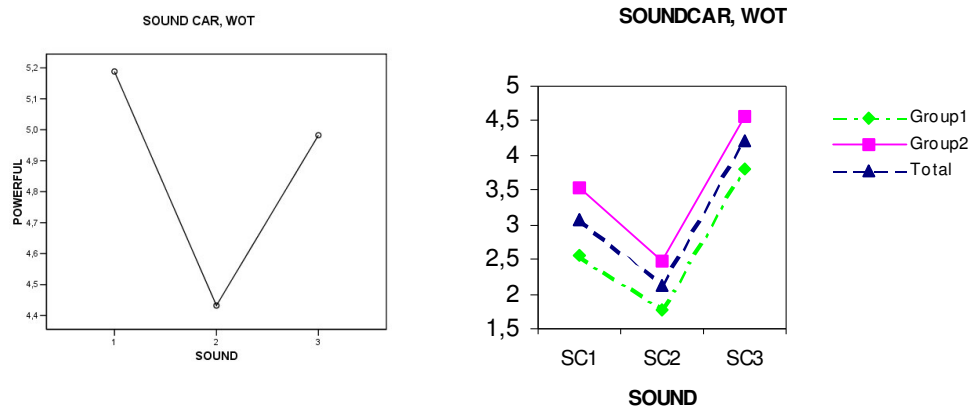 SOUND CAR, WOT
5,2
5,1
5,0
4,9
4,8
4,7
4,6
4,5
4,4
POWERFUL
1 2 3
SOUND
SOUNDCAR, WOT
5
4,5
4
3,5
3
2,5
2
1,5
SC1 SC2 SC3
SOUND
Group1
Group2
Total